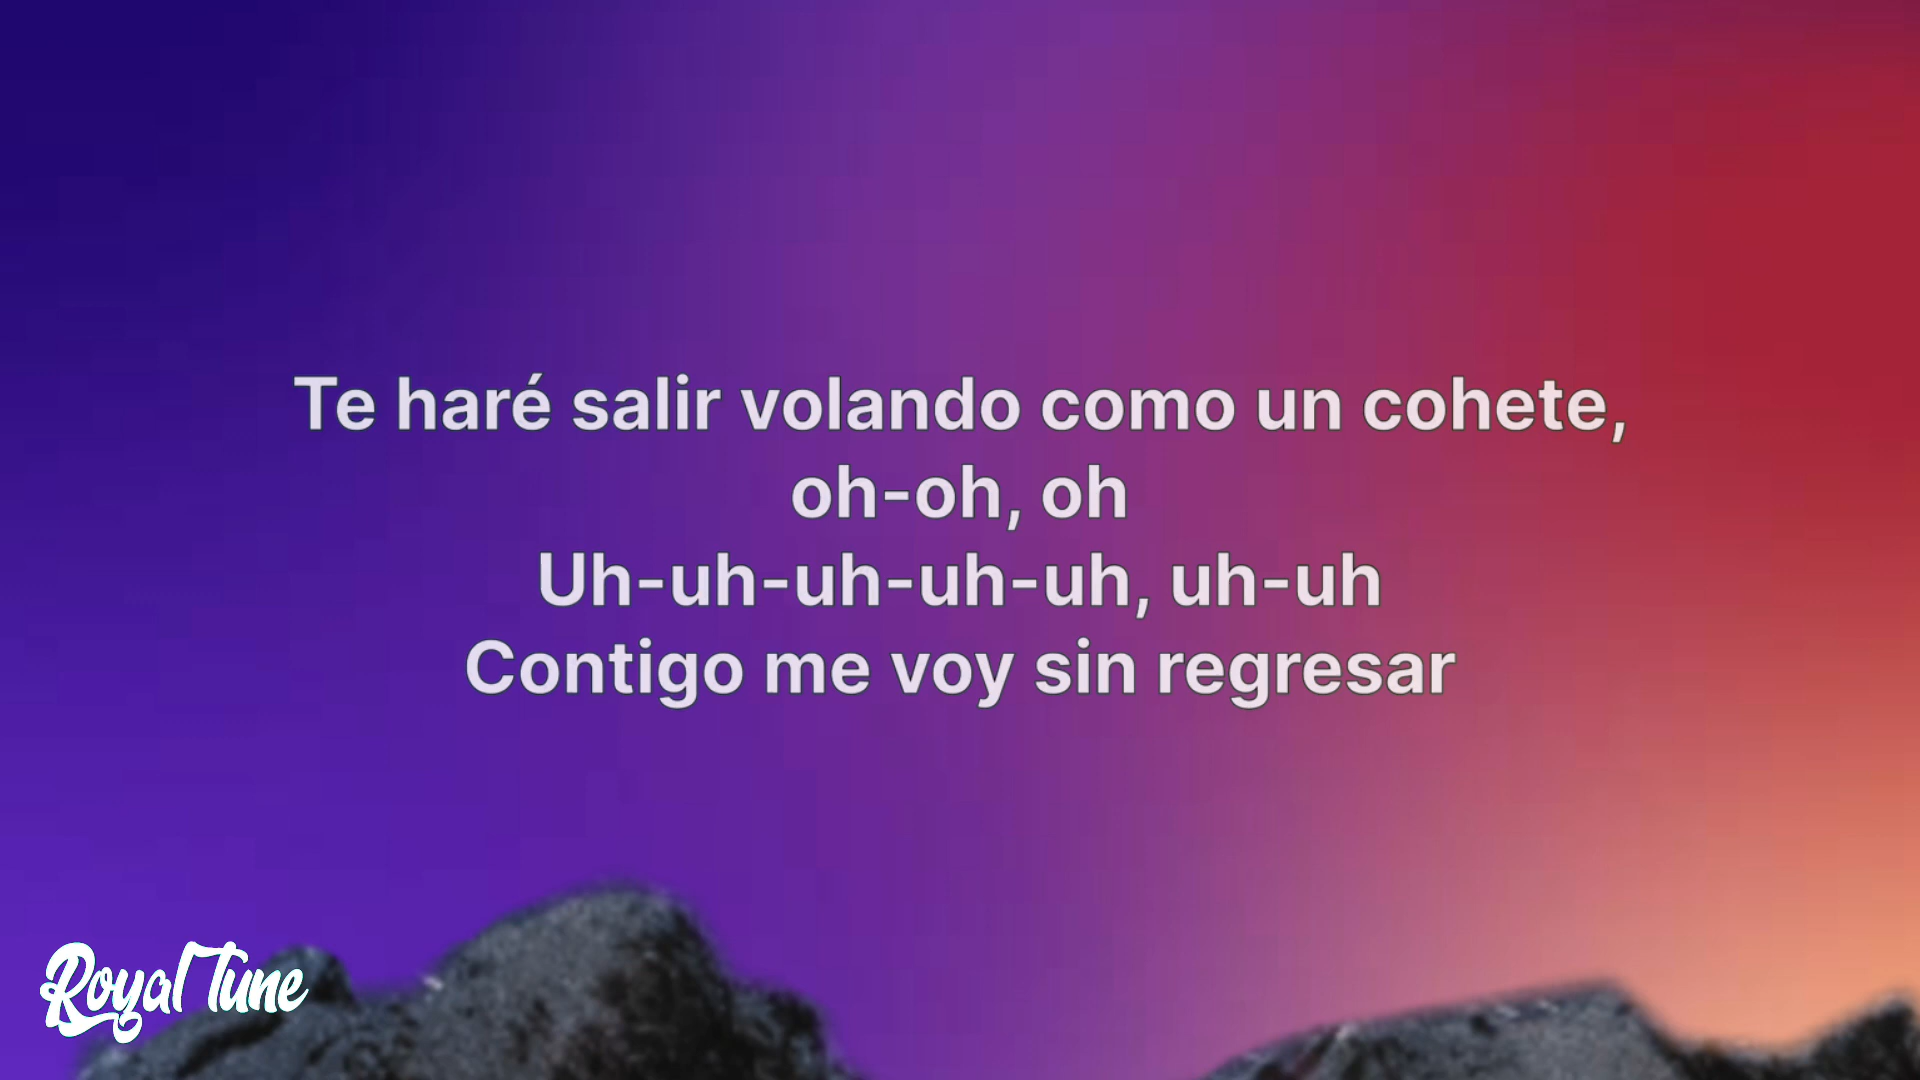 Te haré salir volando como un cohete,
oh-oh, oh
Uh-uh-uh-uh-uh, uh-uh
Contigo me voy sin regresar
Royal Tune